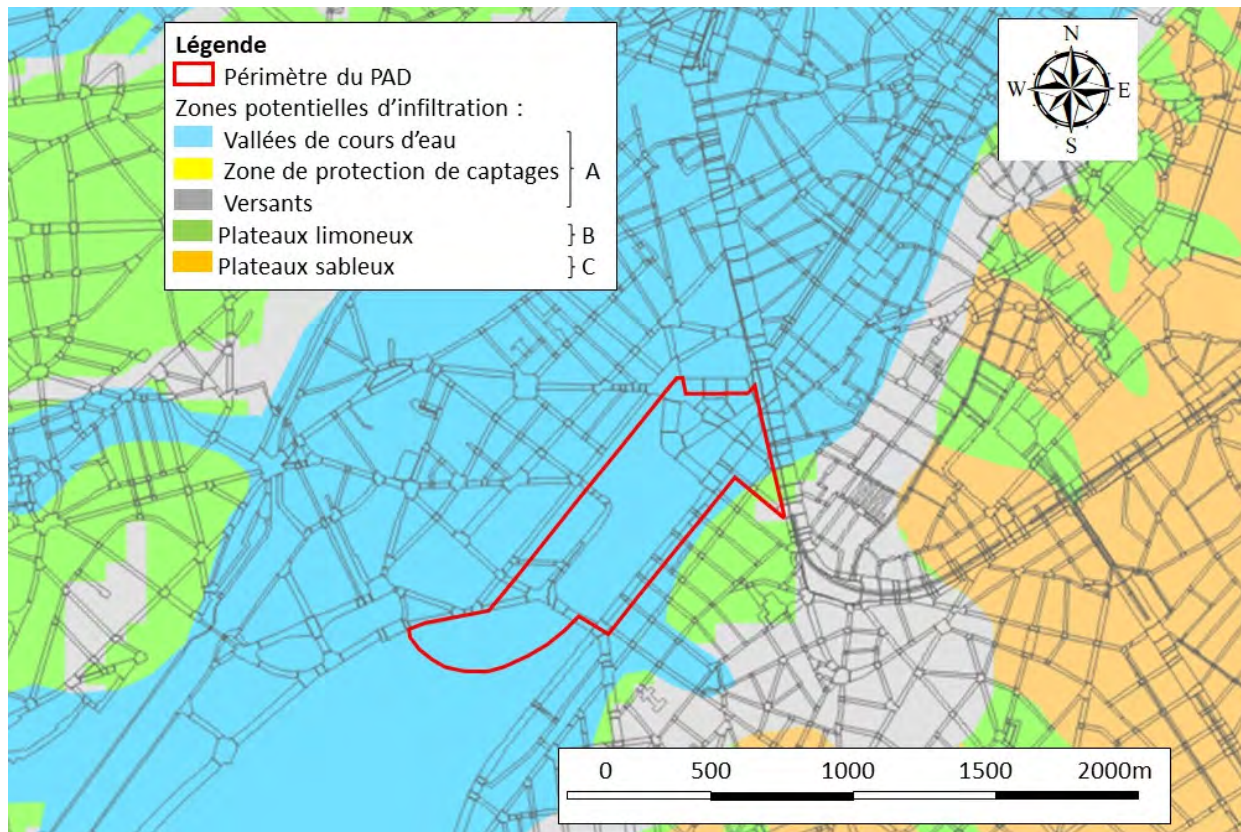 Légende
Périmètre du PAD
Zones potentielles d’infiltration :
Vallées de cours d’eau
Zone de protection de captages
A
Versants
Plateaux limoneux } B
Plateaux sableux } C
N
W E
S
0 500 1000 1500 2000m